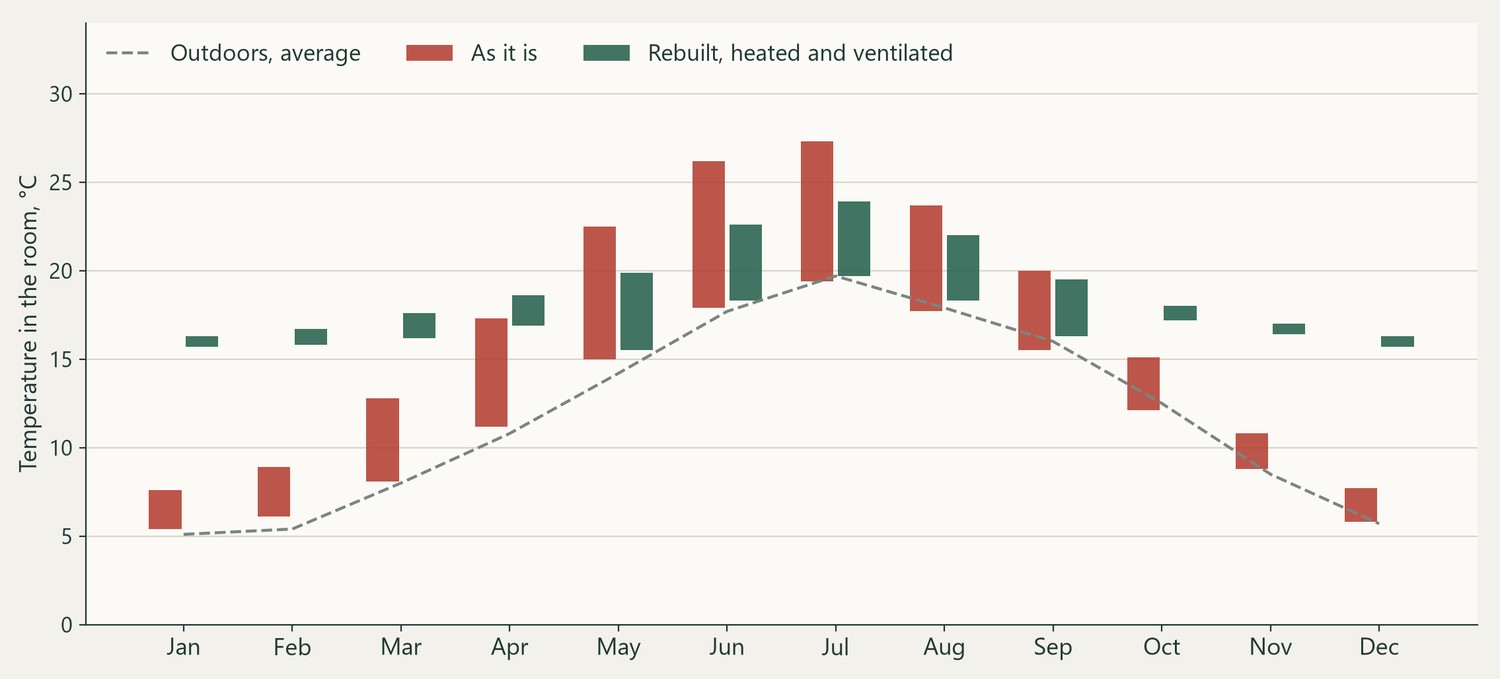 Outdoors, average
As it is
Rebuilt, heated and ventilated
Temperature in the room, °C
30
25
20
15
10
5
0
Jan Feb Mar Apr May Jun Jul Aug Sep Oct Nov Dec